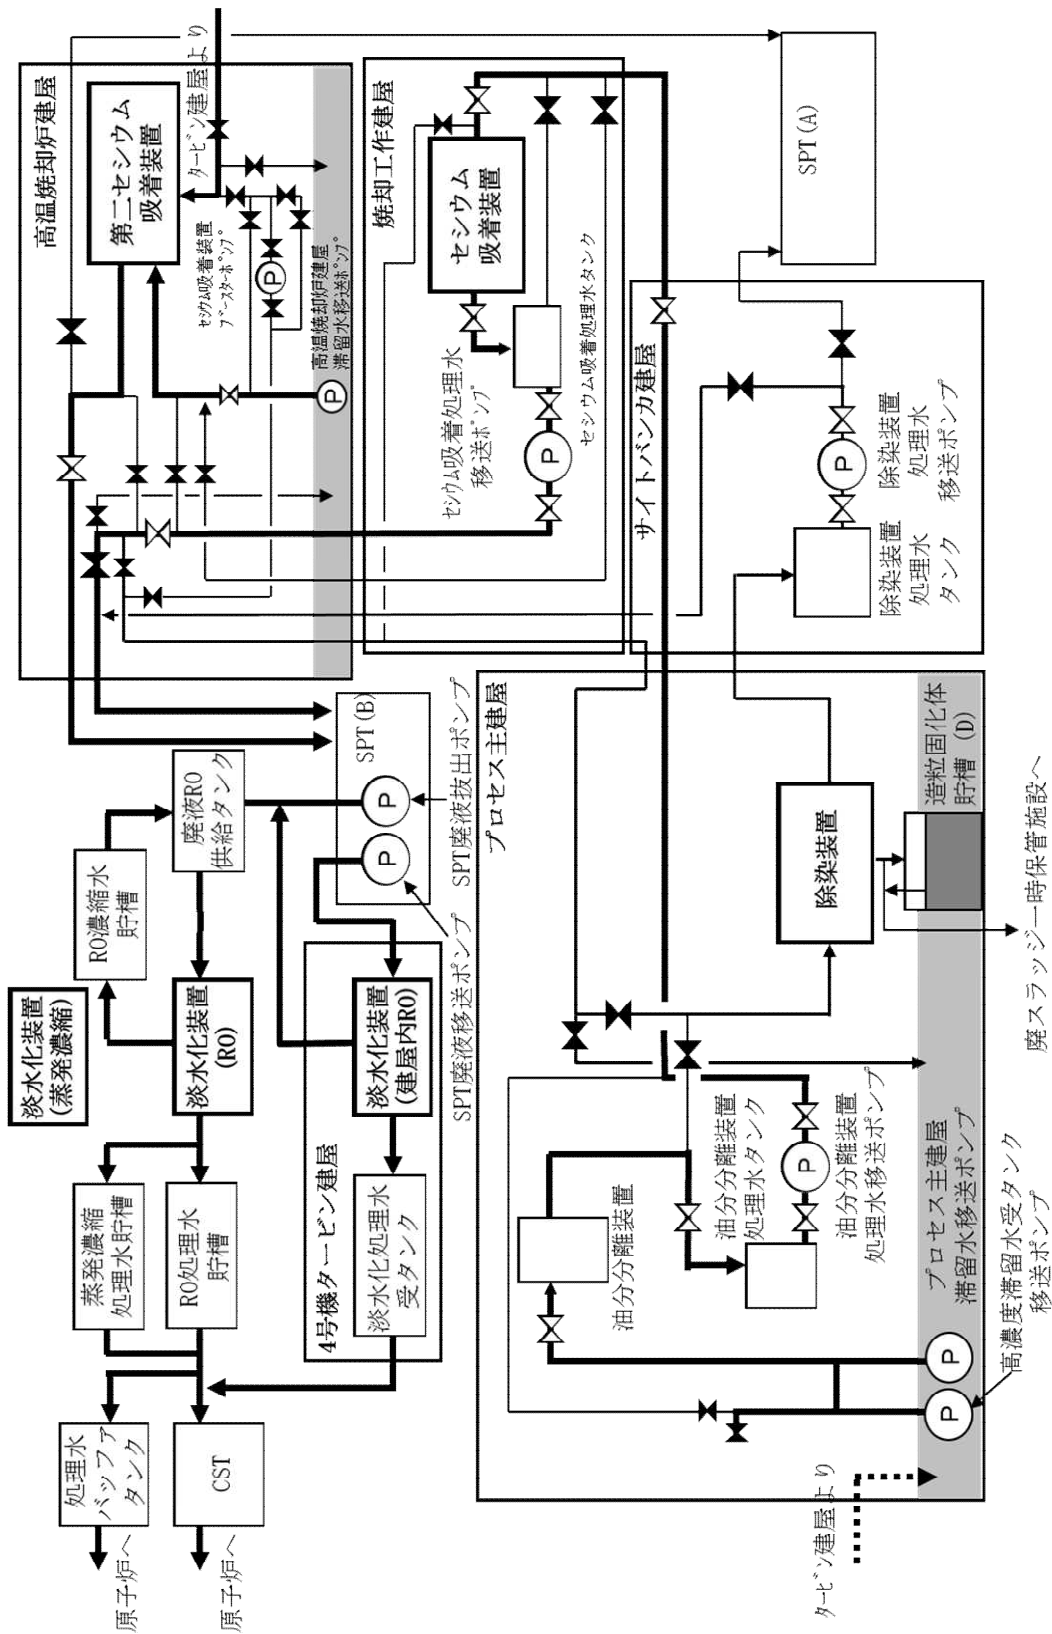 原子炉へ
原子炉へ
処理水
バッファ
タンク
CST
蒸発濃縮
処理水貯槽
RO処理水
貯槽
淡水化装置
(蒸発濃縮)
淡水化装置
(RO)
RO濃縮水
貯槽
廃液RO
供給タンク
4号機タービン建屋
淡水化処理水
受タンク
淡水化装置
(建屋内RO)
SPT(B)
P
P
SPT廃液抜出ポンプ
SPT廃液移送ポンプ
高温焼却炉建屋
第二セシウム
吸着装置
タービン建屋より
セシウム吸着装置
ブースターポンプ
P
高温焼却炉建屋
滞留水移送ポンプ
P
焼却工作建屋
セシウム
吸着装置
セシウム吸着処理水
移送ポンプ
P
セシウム吸着処理水タンク
サイトバンカ建屋
除染装置
処理水
タンク
除染装置
処理水
移送ポンプ
P
SPT(A)
プロセス主建屋
油分分離装置
油分分離装置
処理水タンク
油分分離装置
処理水移送ポンプ
P
除染装置
造粒固化体
貯槽(D)
プロセス主建屋
滞留水移送ポンプ
P
P
高濃度滞留水受タンク
移送ポンプ
廃スラッジ一時保管施設へ
タービン建屋より